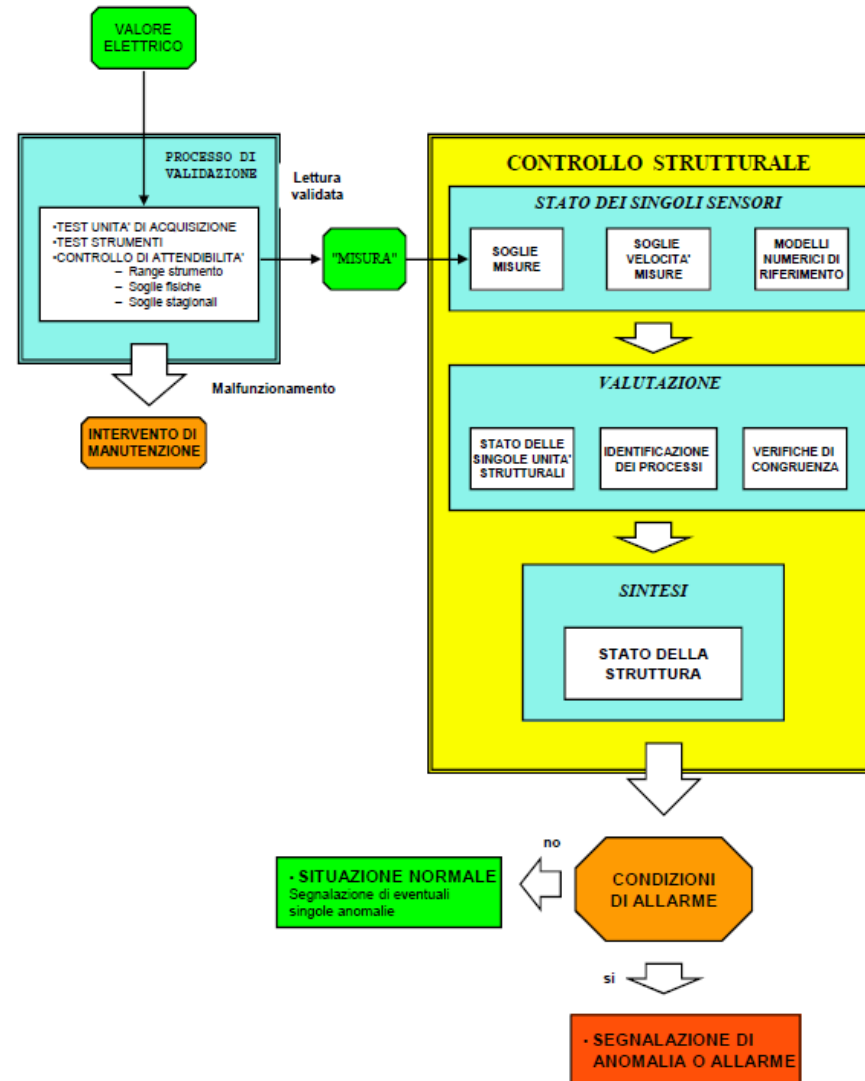 VALORE
ELETTRICO
PROCESSO DI
VALIDAZIONE
Lettura
validata
•TEST UNITA' DI ACQUISIZIONE
•TEST STRUMENTI
•CONTROLLO DI ATTENDIBILITA'
– Range strumento
– Soglie fisiche
– Soglie stagionali
"MISURA"
Malfunzionamento
INTERVENTO DI
MANUTENZIONE
CONTROLLO STRUTTURALE
STATO DEI SINGOLI SENSORI
SOGLIE
MISURE
SOGLIE
VELOCITA'
MISURE
MODELLI
NUMERICI DI
RIFERIMENTO
VALUTAZIONE
STATO DELLE
SINGOLE UNITA'
STRUTTURALI
IDENTIFICAZIONE
DEI PROCESSI
VERIFICHE DI
CONGRUENZA
SINTESI
STATO DELLA
STRUTTURA
no
• SITUAZIONE NORMALE
Segnalazione di eventuali
singole anomalie
CONDIZIONI
DI ALLARME
si
• SEGNALAZIONE DI
ANOMALIA O ALLARME